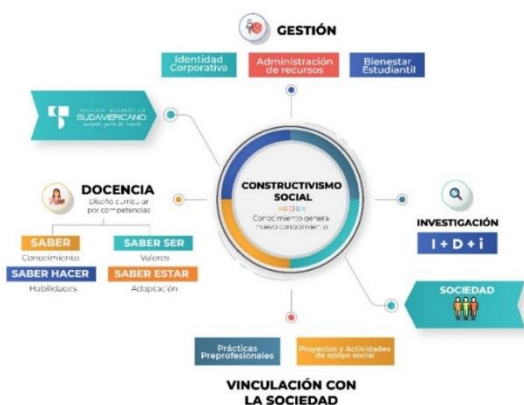 GESTIÓN
Identidad
Corporativa
Administración
de recursos
Bienestar
Estudiantil
SUDAMERICANO
DOCENCIA
Diseño curricular
por competencias
SABER
Conocimiento
SABER SER
Valores
SABER HACER
Habilidades
SABER ESTAR
Adaptación
CONSTRUCTIVISMO
SOCIAL
Conocimiento genera
nuevo conocimiento
INVESTIGACIÓN
I + D + i
SOCIEDAD
Prácticas
Preprofesionales
Proyectos y Actividades
de apoyo social
VINCULACIÓN CON
LA SOCIEDAD